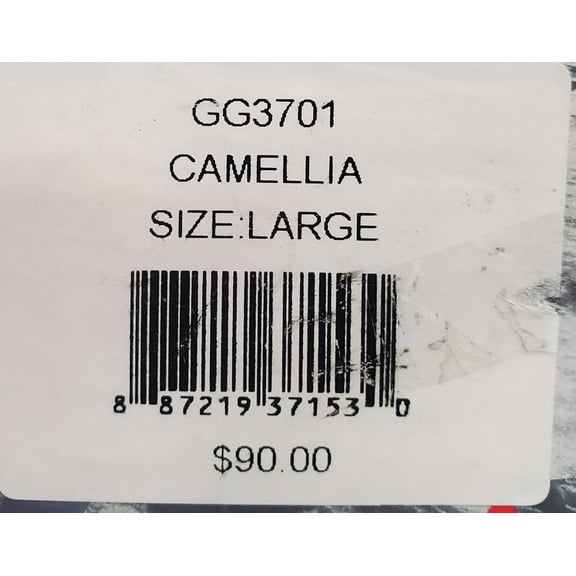 GG3701
CAMELLIA
SIZE:LARGE
8 87219 37153 0
$90.00